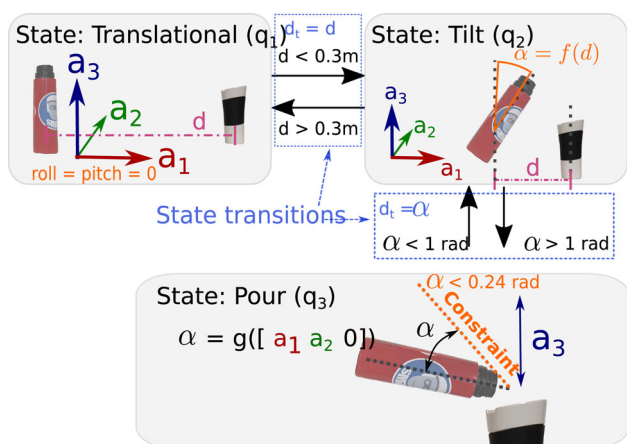 State: Translational (q1)
a3
a2
d
a1
roll = pitch = 0
dt = d
d < 0.3m
d > 0.3m
State: Tilt (q2)
α = f(d)
a3
a2
a1
d
State transitions
dt = α
α < 1 rad
α > 1 rad
State: Pour (q3)
α = g([ a1 a2 0])
α < 0.24 rad
Constraint
α
a3